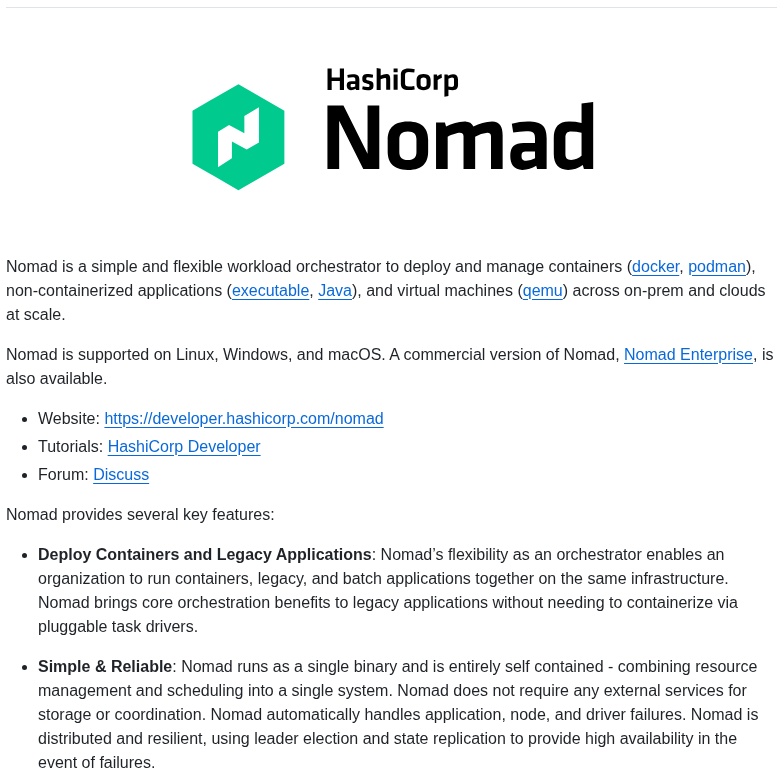 HashiCorp
Nomad
Nomad is a simple and flexible workload orchestrator to deploy and manage containers (docker, podman),
non-containerized applications (executable, Java), and virtual machines (qemu) across on-prem and clouds
at scale.
Nomad is supported on Linux, Windows, and macOS. A commercial version of Nomad, Nomad Enterprise, is
also available.
• Website: https://developer.hashicorp.com/nomad
• Tutorials: HashiCorp Developer
• Forum: Discuss
Nomad provides several key features:
• Deploy Containers and Legacy Applications: Nomad’s flexibility as an orchestrator enables an
organization to run containers, legacy, and batch applications together on the same infrastructure.
Nomad brings core orchestration benefits to legacy applications without needing to containerize via
pluggable task drivers.
• Simple & Reliable: Nomad runs as a single binary and is entirely self contained - combining resource
management and scheduling into a single system. Nomad does not require any external services for
storage or coordination. Nomad automatically handles application, node, and driver failures. Nomad is
distributed and resilient, using leader election and state replication to provide high availability in the
event of failures.